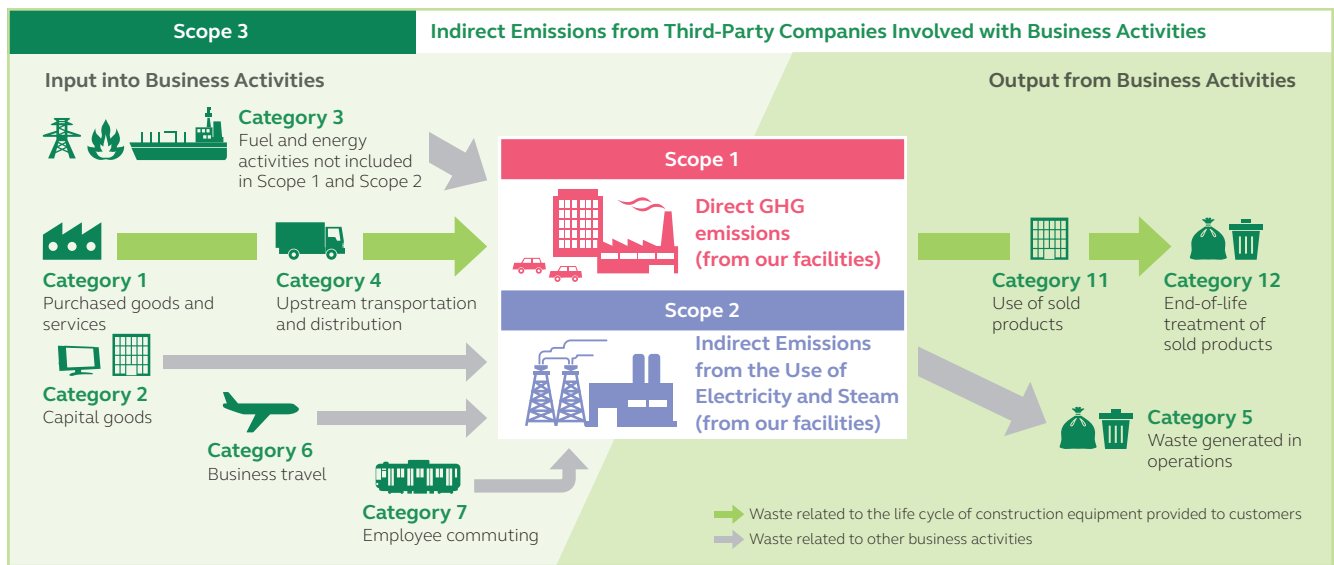 Scope 3
Indirect Emissions from Third-Party Companies Involved with Business Activities
Input into Business Activities
Output from Business Activities
Category 3
Fuel and energy
activities not included
in Scope 1 and Scope 2
Category 1
Purchased goods and
services
Category 4
Upstream transportation
and distribution
Category 2
Capital goods
Category 6
Business travel
Category 7
Employee commuting
Scope 1
Direct GHG
emissions
(from our facilities)
Scope 2
Indirect Emissions
from the Use of
Electricity and Steam
(from our facilities)
Category 11
Use of sold
products
Category 12
End-of-life
treatment of
sold products
Category 5
Waste generated in
operations
Waste related to the life cycle of construction equipment provided to customers
Waste related to other business activities